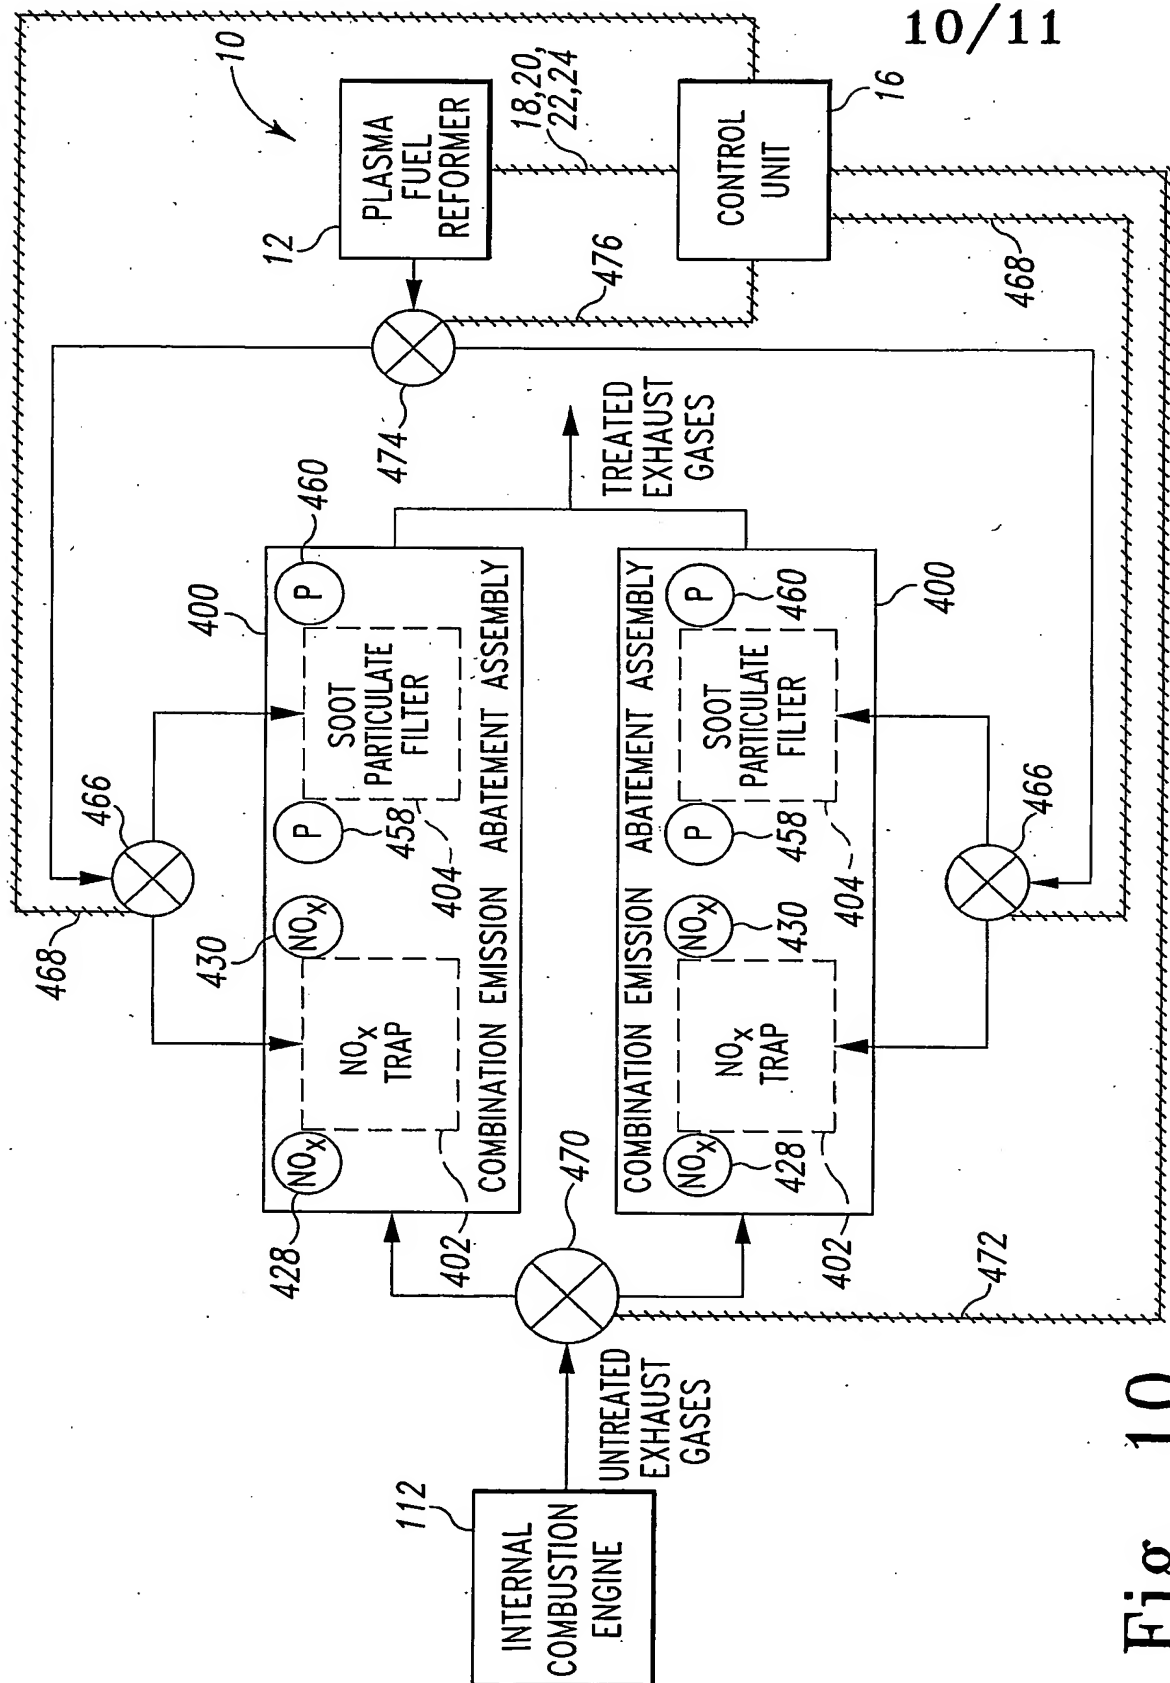 10/11
10
PLASMA
FUEL
REFORMER
12
18,20,
22,24
CONTROL
UNIT
16
474
476
468
466
468
400
460
P
SOOT
PARTICULATE
FILTER
P
458
404
430
NOX
NOX
TRAP
NOX
428
402
COMBINATION EMISSION ABATEMENT ASSEMBLY
TREATED
EXHAUST
GASES
COMBINATION EMISSION ABATEMENT ASSEMBLY
400
P
460
SOOT
PARTICULATE
FILTER
P
458
404
NOX
430
NOX
TRAP
NOX
428
402
466
470
472
UNTREATED
EXHAUST
GASES
112
INTERNAL
COMBUSTION
ENGINE
Fig. 10